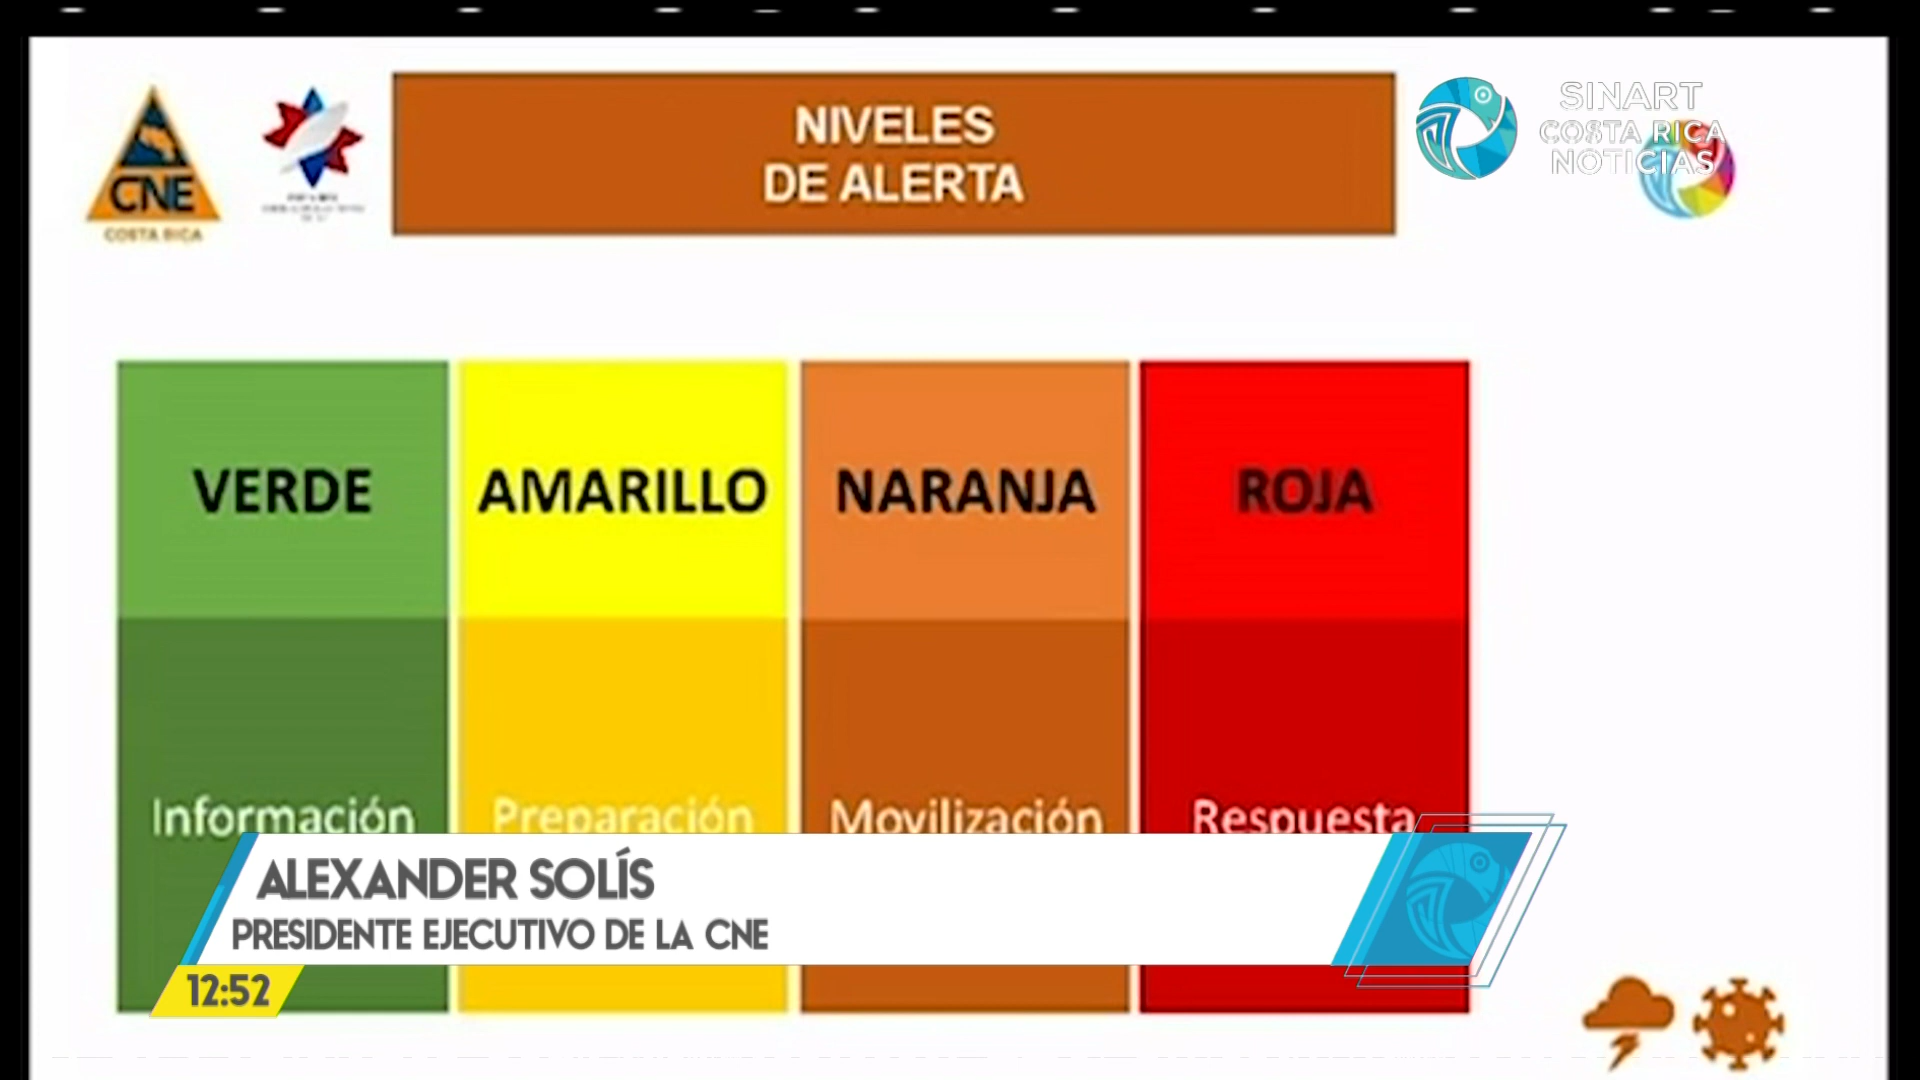 NIVELES
DE ALERTA
CNE
COSTA RICA
SINART
COSTA RICA
NOTICIAS
VERDE
AMARILLO
NARANJA
ROJA
Información
Preparación
Movilización
Respuesta
ALEXANDER SOLÍS
PRESIDENTE EJECUTIVO DE LA CNE
12:52